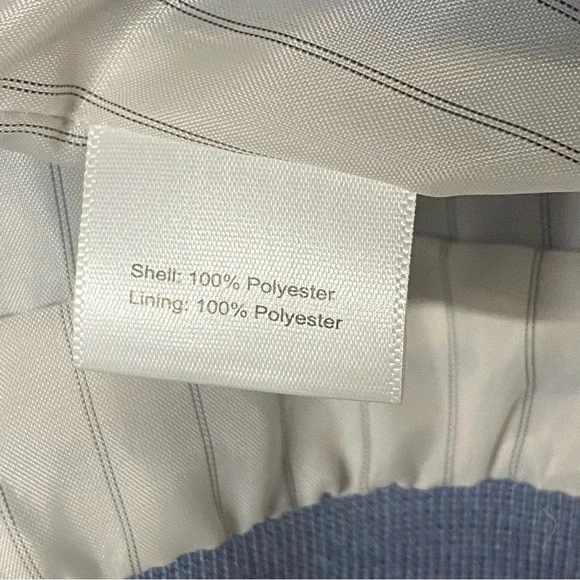 Shell: 100% Polyester
Lining: 100% Polyester